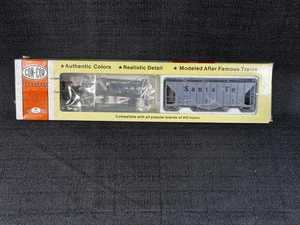 CON-COR
★ Authentic Colors ★ Realistic Detail ★ Modeled After Famous Trains
Santa Fe
Compatible with all popular brands of HO trains